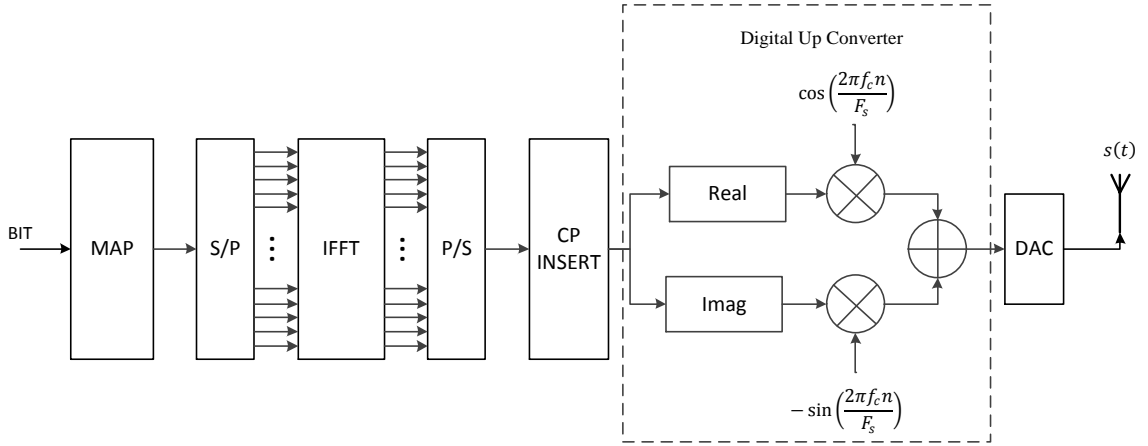 Digital Up Converter
cos(2πf_c n / F_s)
s(t)
BIT
MAP
S/P
IFFT
P/S
CP
INSERT
Real
Imag
DAC
−sin(2πf_c n / F_s)